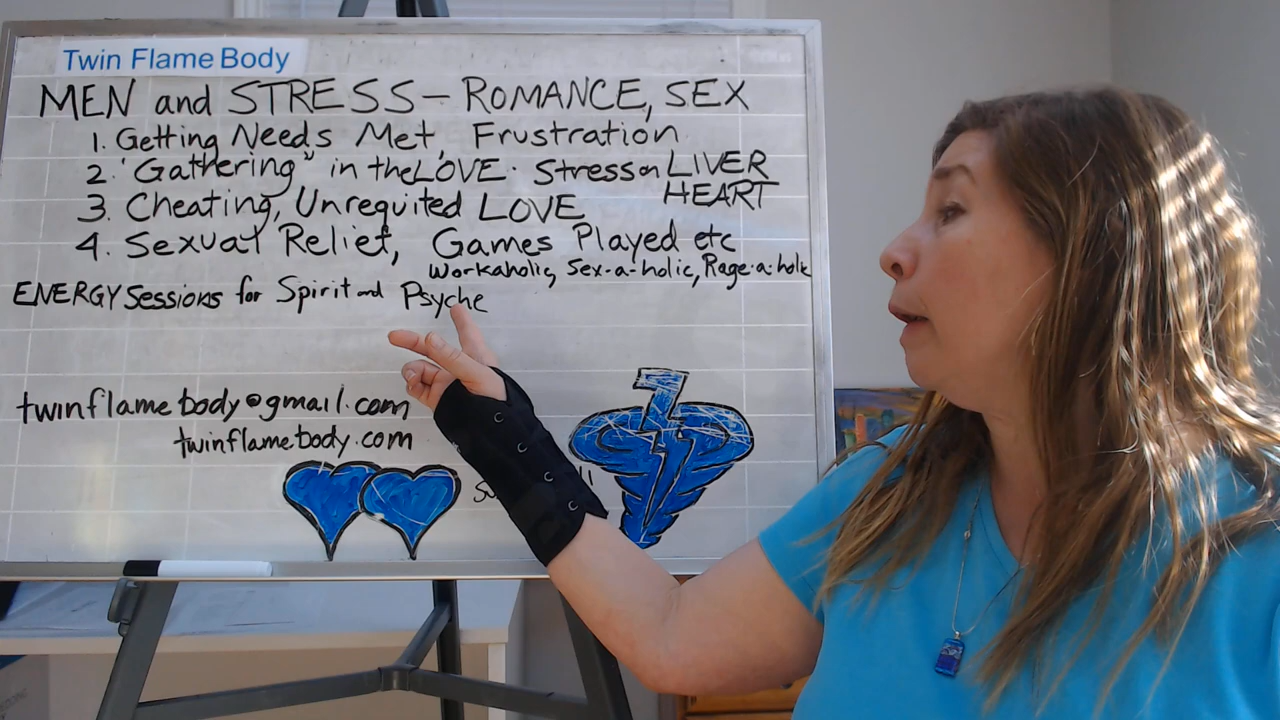 Twin Flame Body
MEN and STRESS – ROMANCE, SEX
1. Getting Needs Met, Frustration
2. "Gathering" in the LOVE. Stress on LIVER
HEART
3. Cheating, Unrequited LOVE
4. Sexual Relief, Games Played etc
Workaholic, Sex-a-holic, Rage-a-holic
ENERGY Sessions for Spirit and Psyche
twinflamebody@gmail.com
twinflamebody.com